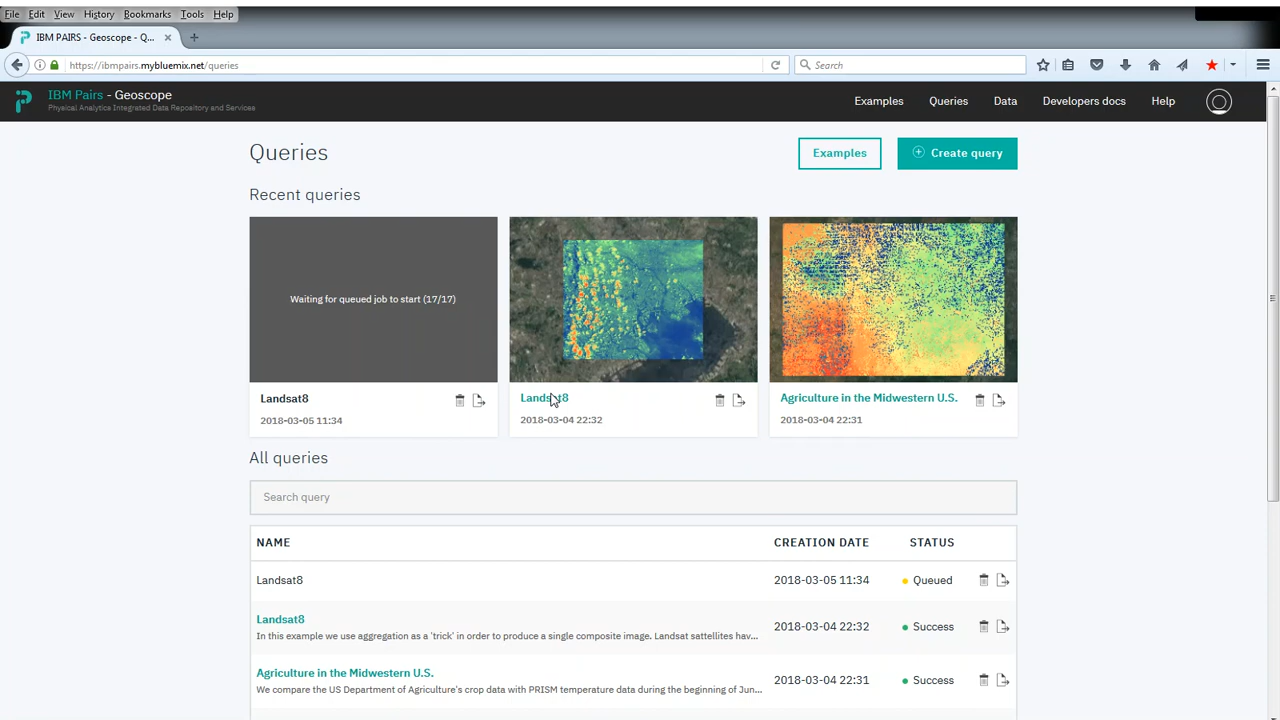 File Edit View History Bookmarks Tools Help
IBM PAIRS - Geoscope - Q...
https://ibmpairs.mybluemix.net/queries
Search
IBM Pairs - Geoscope
Physical Analytics Integrated Data Repository and Services
Examples Queries Data Developers docs Help
Queries
Examples
Create query
Recent queries
Waiting for queued job to start (17/17)
Landsat8
2018-03-05 11:34
Landsat8
2018-03-04 22:32
Agriculture in the Midwestern U.S.
2018-03-04 22:31
All queries
Search query
NAME CREATION DATE STATUS
Landsat8 2018-03-05 11:34 Queued
Landsat8 2018-03-04 22:32 Success
In this example we use aggregation as a 'trick' in order to produce a single composite image. Landsat sattellites hav...
Agriculture in the Midwestern U.S. 2018-03-04 22:31 Success
We compare the US Department of Agriculture's crop data with PRISM temperature data during the beginning of Jun...